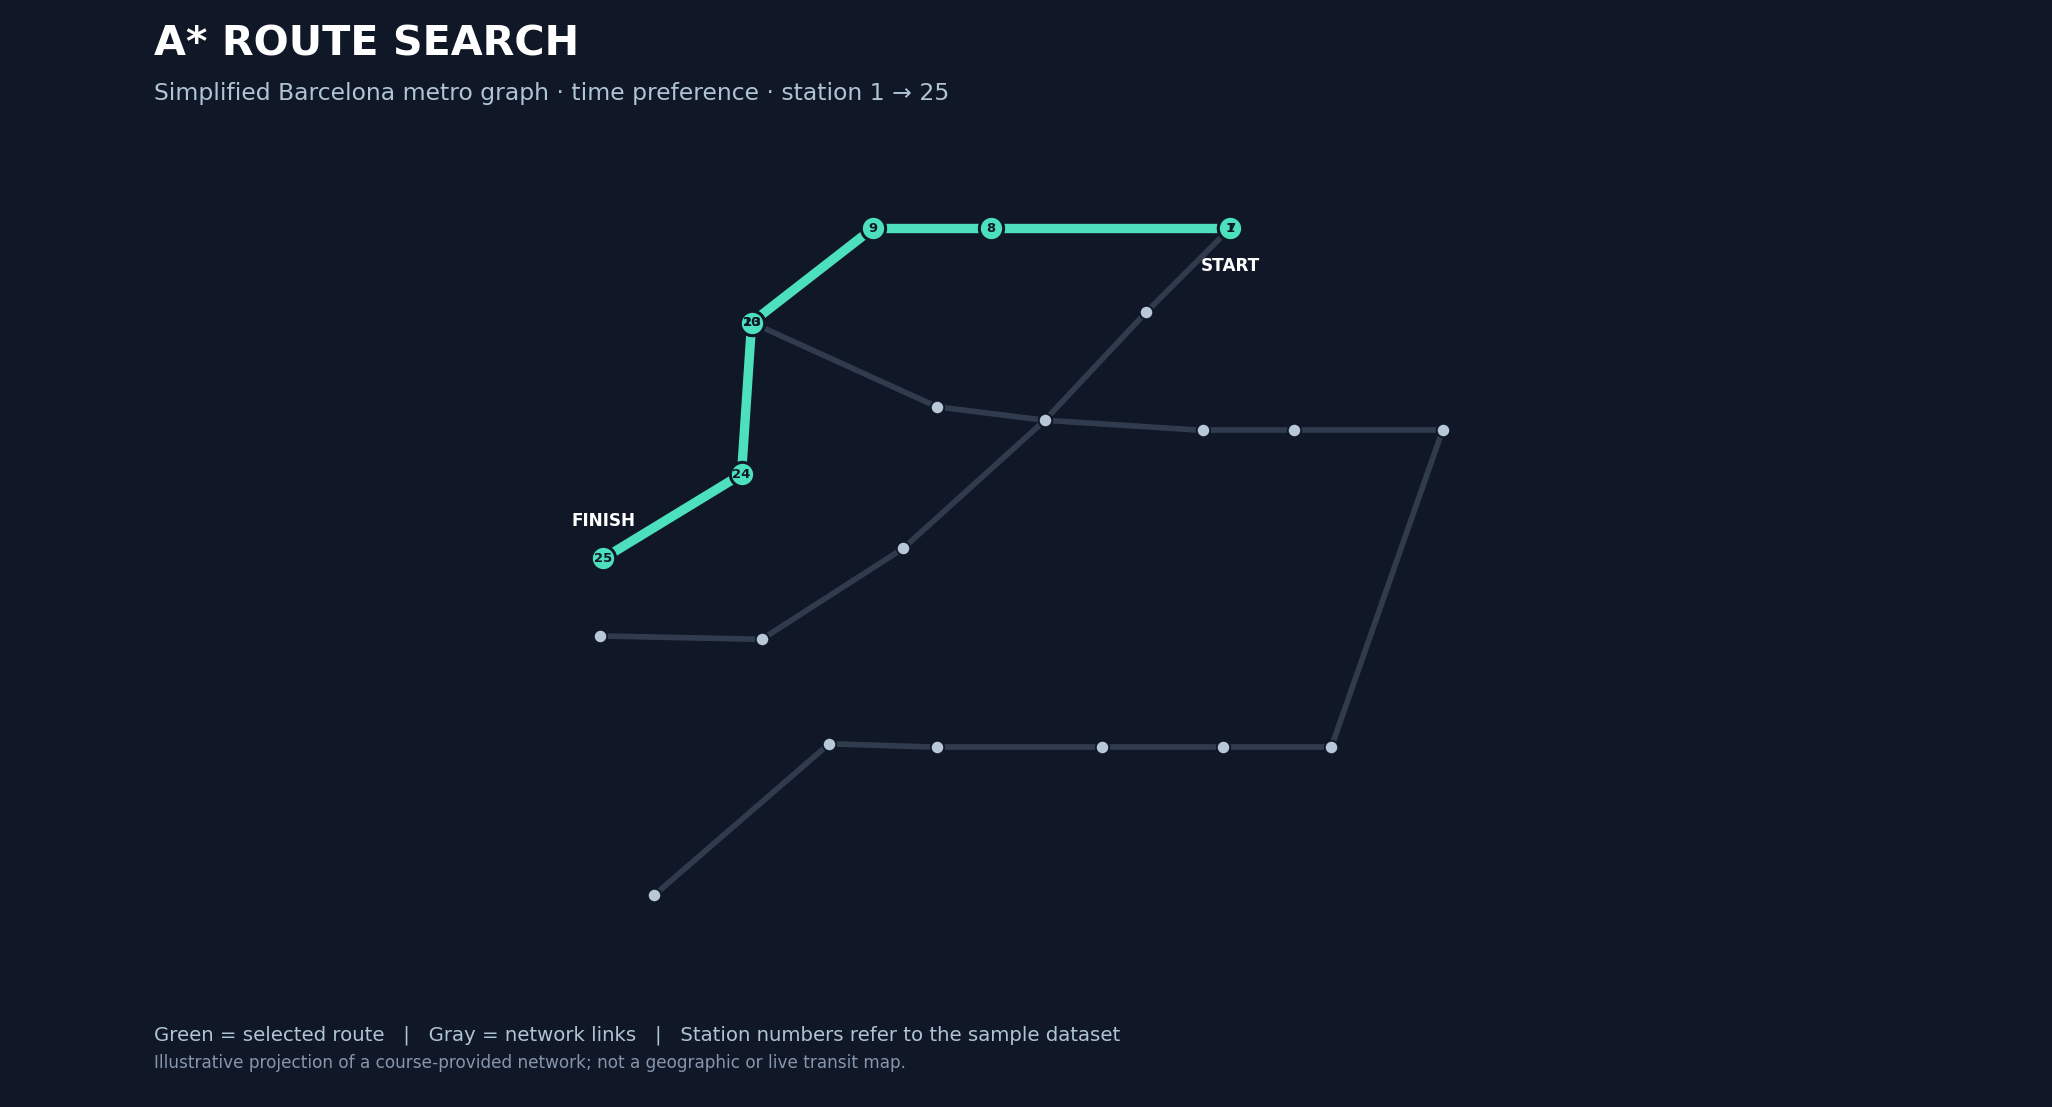 A* ROUTE SEARCH
Simplified Barcelona metro graph · time preference · station 1 → 25
9
8
START
24
FINISH
25
Green = selected route | Gray = network links | Station numbers refer to the sample dataset
Illustrative projection of a course-provided network; not a geographic or live transit map.